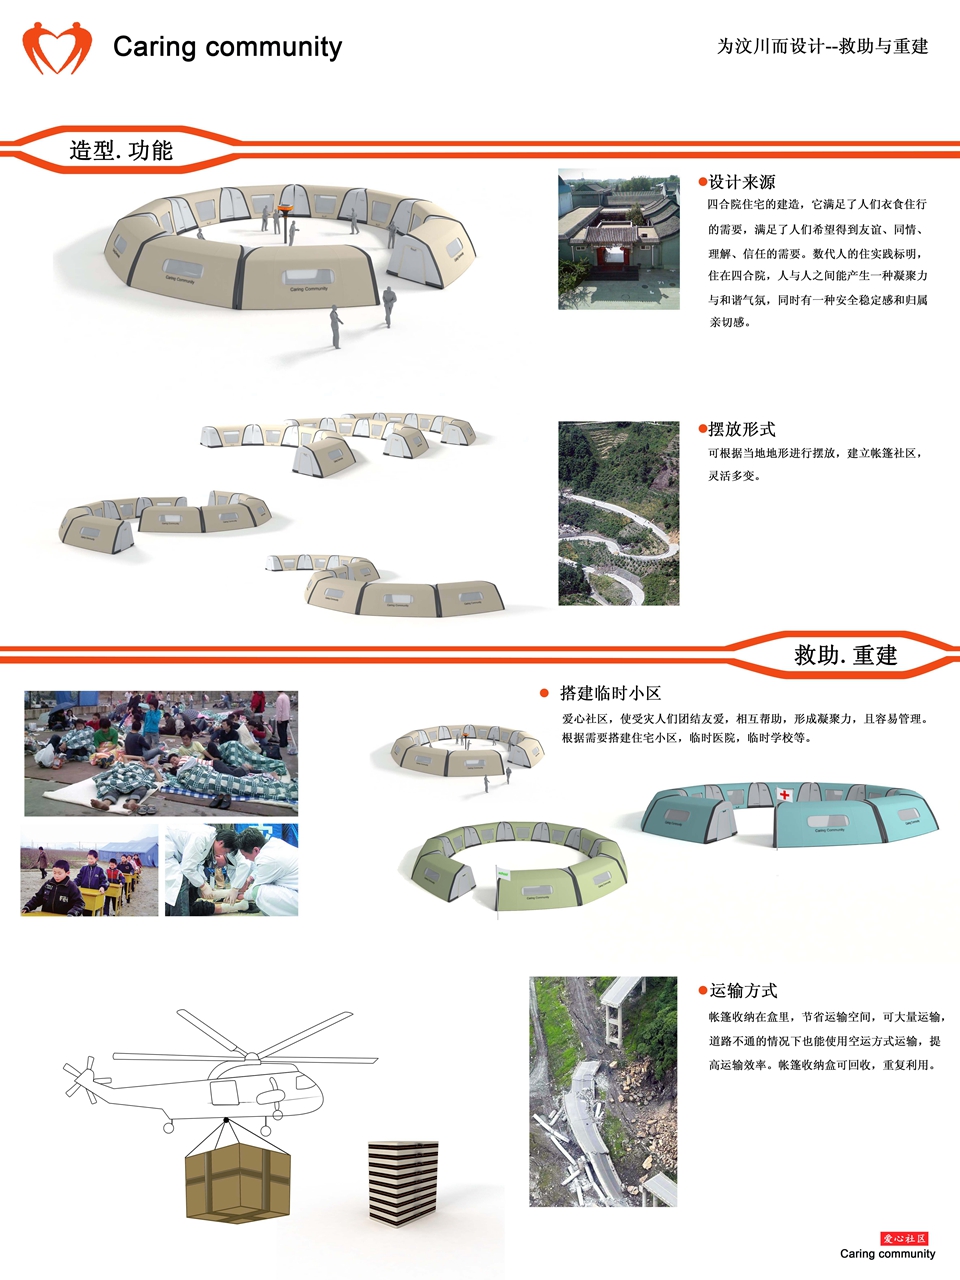 Caring community
为汶川而设计--救助与重建
造型.功能
设计来源
四合院住宅的建造，它满足了人们衣食住行
的需要，满足了人们希望得到友谊、同情、
理解、信任的需要。数代人的住实践标明，
住在四合院，人与人之间能产生一种凝聚力
与和谐气氛，同时有一种安全稳定感和归属
亲切感。
Caring Community
Caring Community
摆放形式
可根据当地地形进行摆放，建立帐篷社区，
灵活多变。
救助.重建
搭建临时小区
爱心社区，使受灾人们团结友爱，相互帮助，形成凝聚力，且容易管理。
根据需要搭建住宅小区，临时医院，临时学校等。
Caring Community
Caring Community
运输方式
帐篷收纳在盒里，节省运输空间，可大量运输，
道路不通的情况下也能使用空运方式运输，提
高运输效率。帐篷收纳盒可回收，重复利用。
爱心社区
Caring community